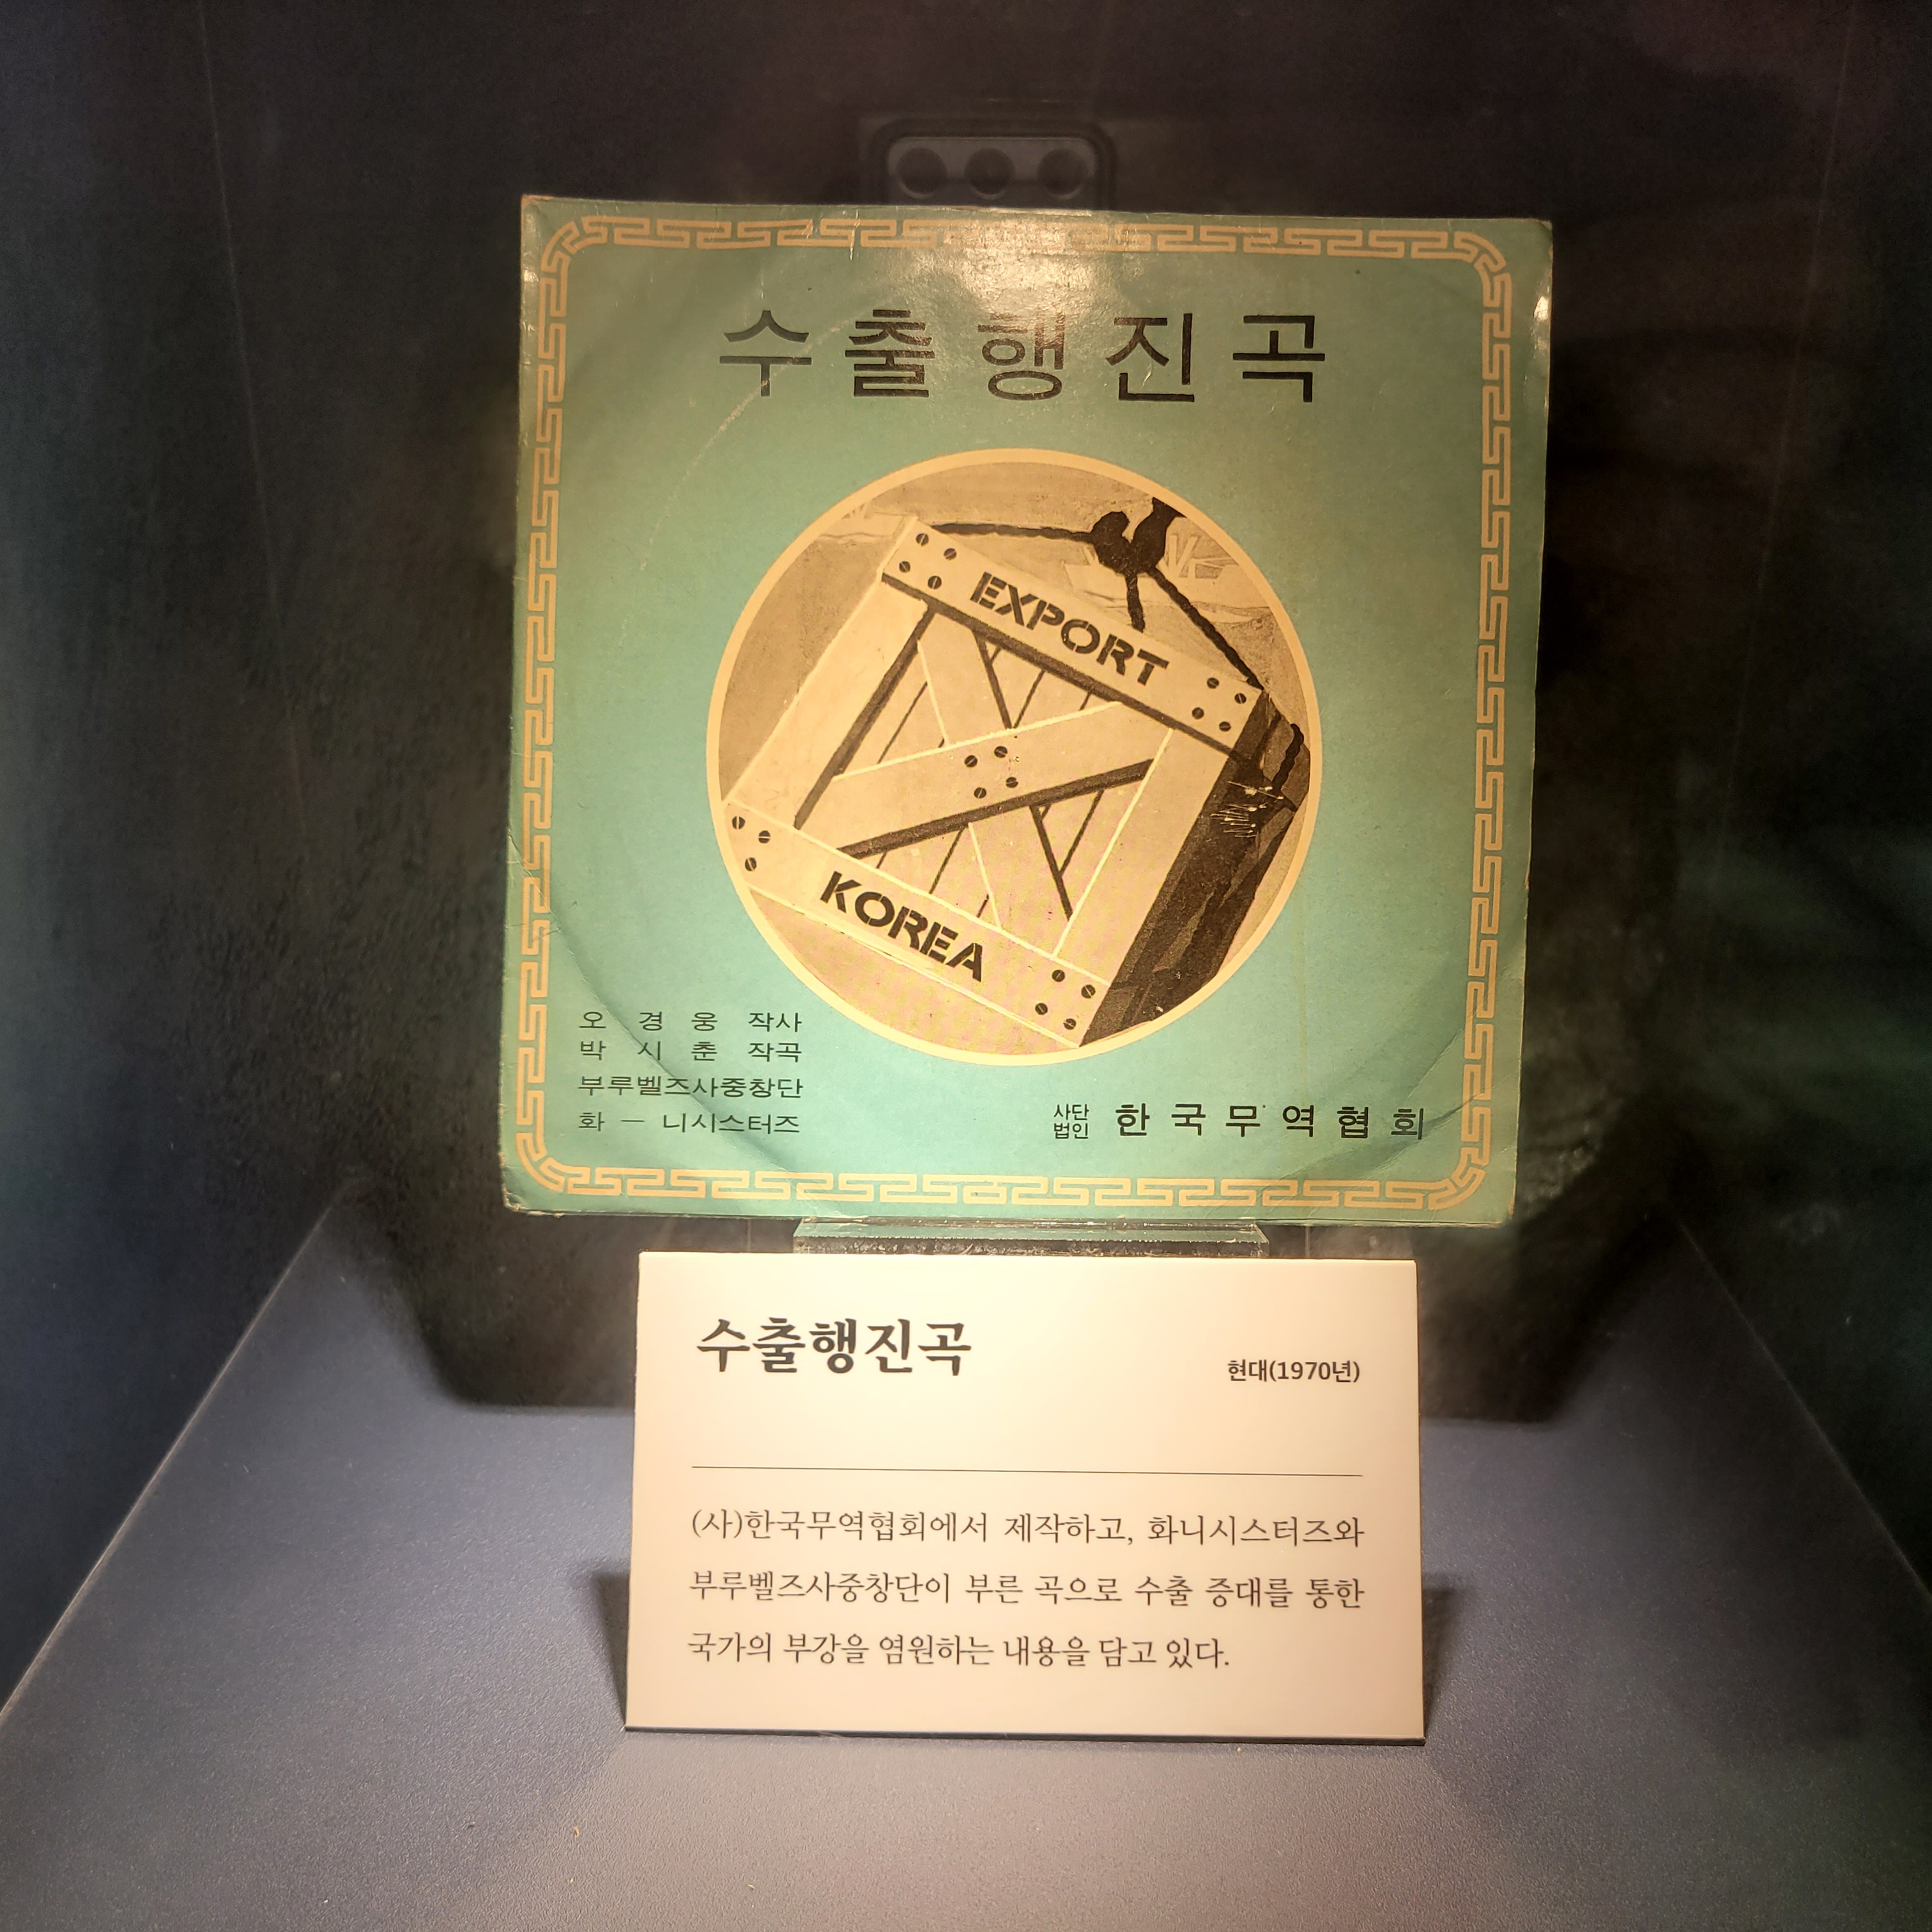 수출행진곡
EXPORT
KOREA
오 경 웅 작사
박 시 춘 작곡
부루벨즈사중창단
화 — 니시스터즈
사단
법인 한국무역협회
수출행진곡
현대(1970년)
(사)한국무역협회에서 제작하고, 화니시스터즈와
부루벨즈사중창단이 부른 곡으로 수출 증대를 통한
국가의 부강을 염원하는 내용을 담고 있다.